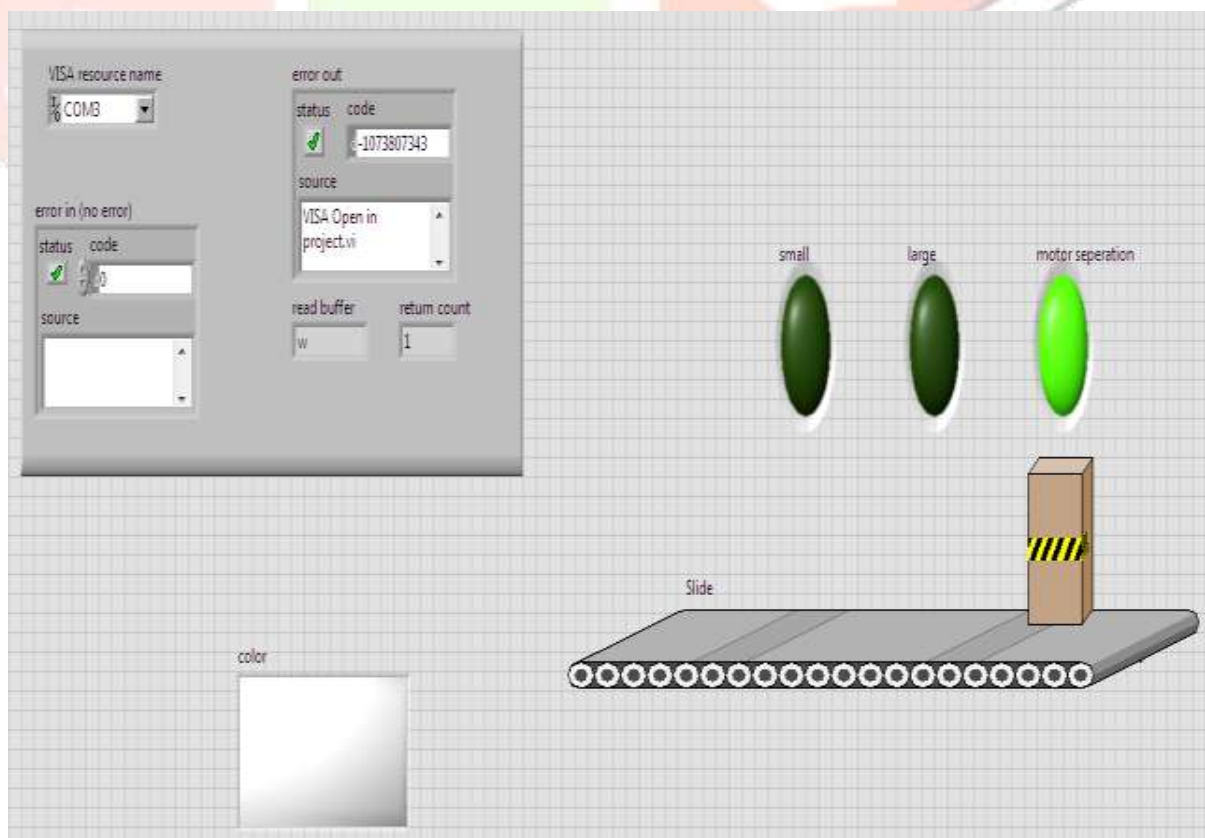 VISA resource name
COM3
error in (no error)
status code
0
source
error out
status code
-1073807343
source
VISA Open in
project.vi
read buffer
w
return count
1
small
large
motor seperation
Slide
color